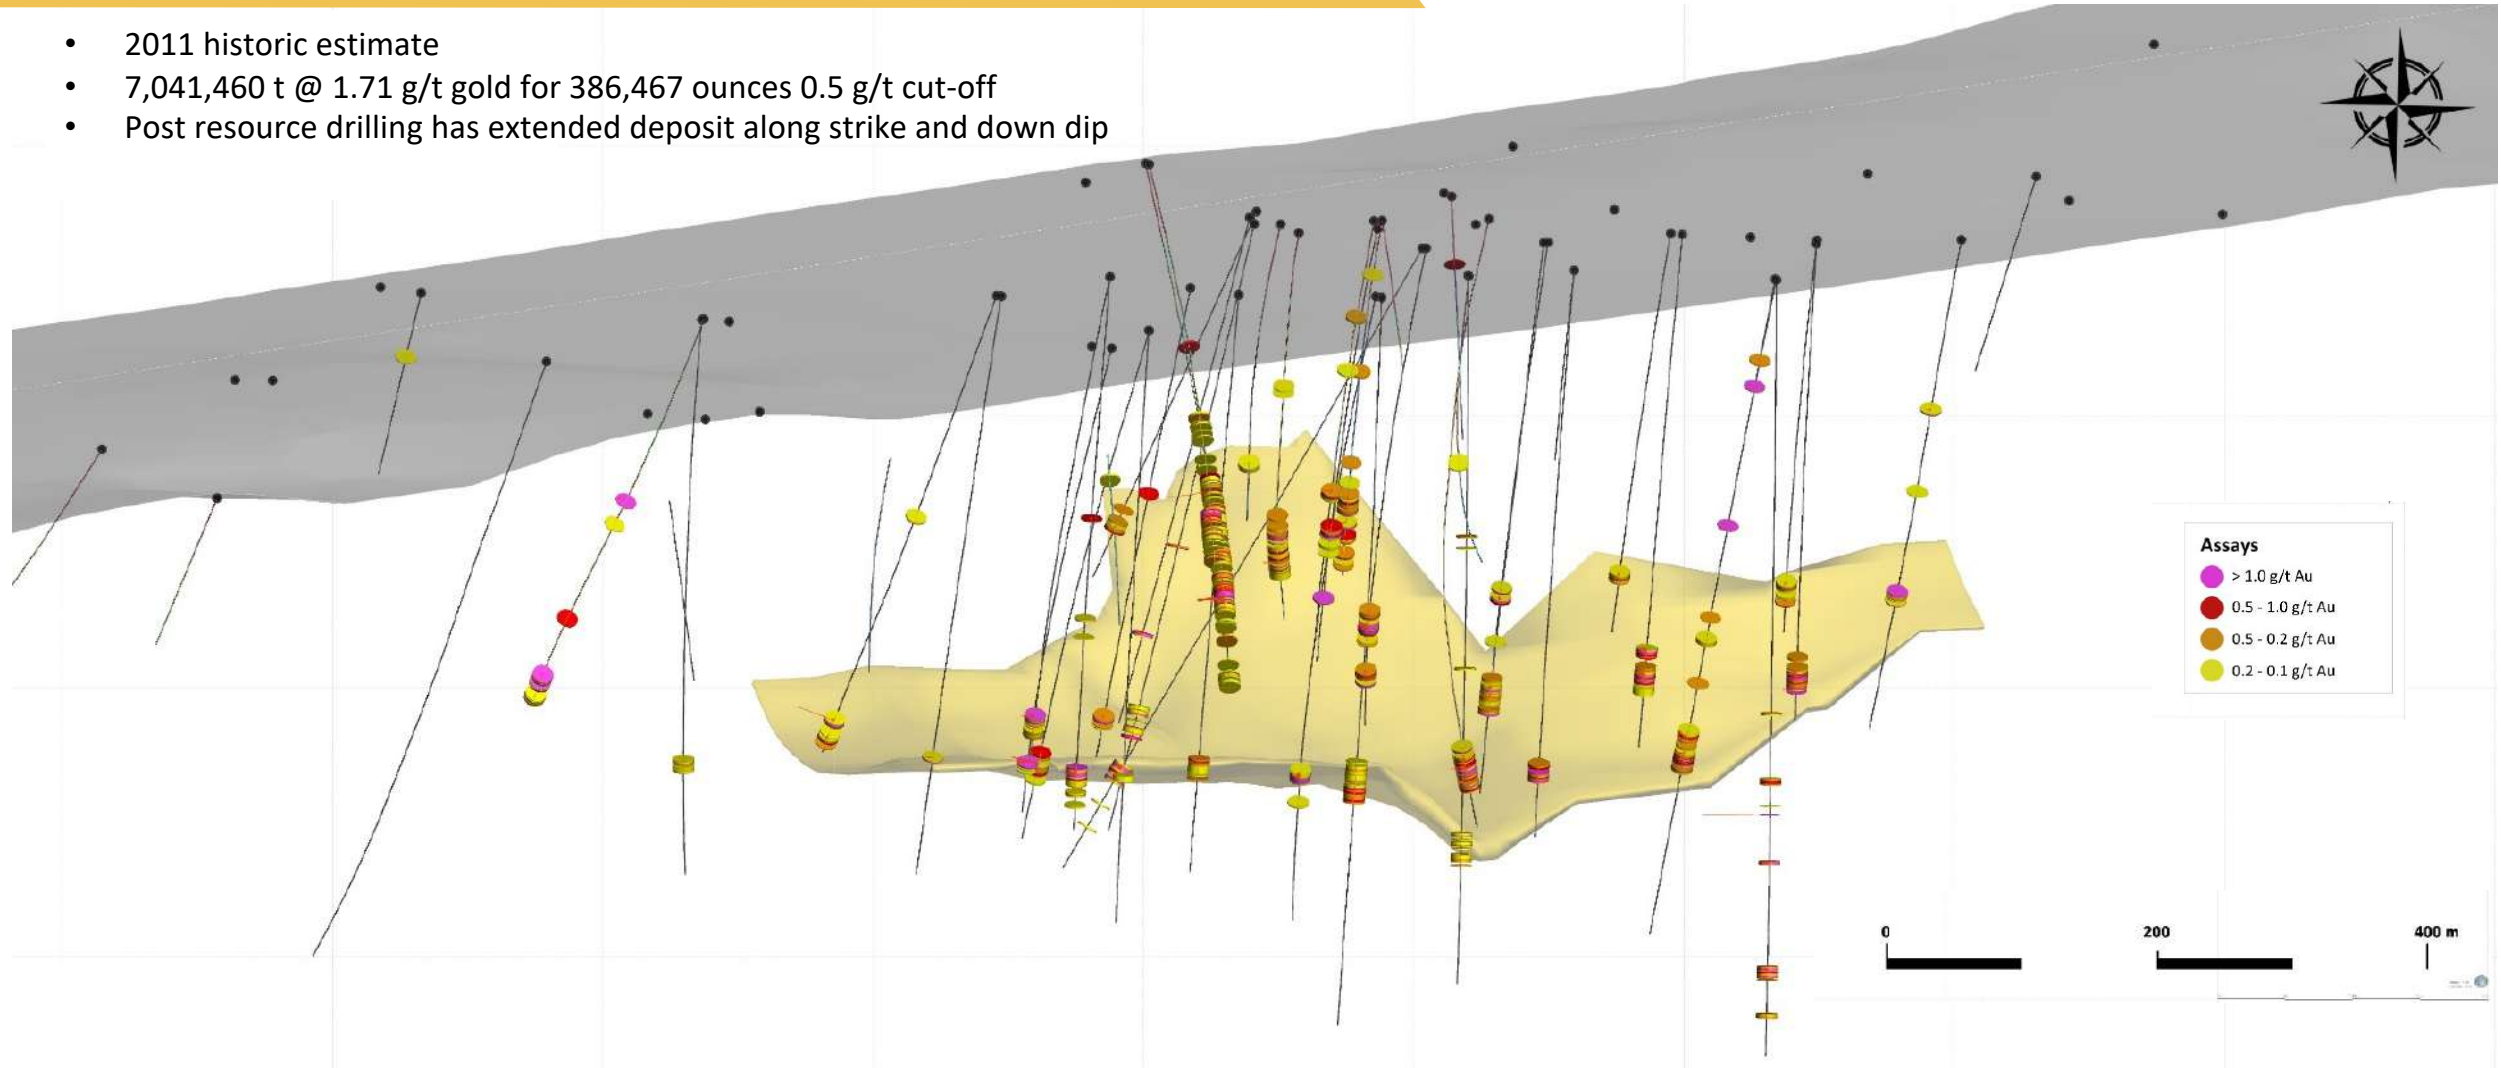 • 2011 historic estimate
• 7,041,460 t @ 1.71 g/t gold for 386,467 ounces 0.5 g/t cut-off
• Post resource drilling has extended deposit along strike and down dip
Assays
> 1.0 g/t Au
0.5 - 1.0 g/t Au
0.5 - 0.2 g/t Au
0.2 - 0.1 g/t Au
0 200 400 m